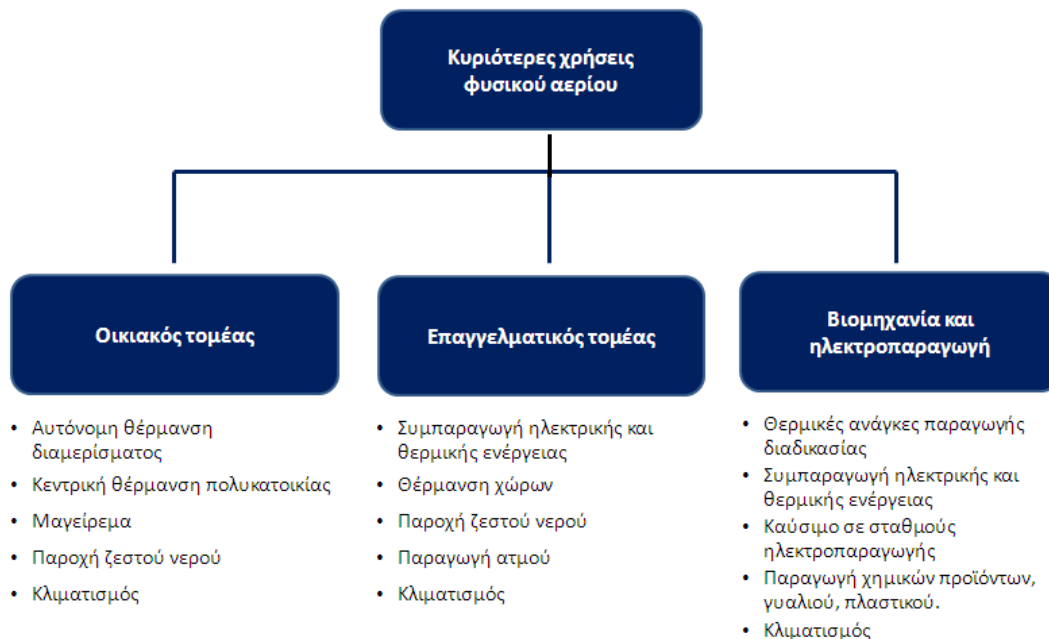 Κυριότερες χρήσεις
φυσικού αερίου
Οικιακός τομέας
• Αυτόνομη θέρμανση
διαμερίσματος
• Κεντρική θέρμανση πολυκατοικίας
• Μαγείρεμα
• Παροχή ζεστού νερού
• Κλιματισμός
Επαγγελματικός τομέας
• Συμπαραγωγή ηλεκτρικής και
θερμικής ενέργειας
• Θέρμανση χώρων
• Παροχή ζεστού νερού
• Παραγωγή ατμού
• Κλιματισμός
Βιομηχανία και
ηλεκτροπαραγωγή
• Θερμικές ανάγκες παραγωγής
διαδικασίας
• Συμπαραγωγή ηλεκτρικής και
θερμικής ενέργειας
• Καύσιμο σε σταθμούς
ηλεκτροπαραγωγής
• Παραγωγή χημικών προϊόντων,
γυαλιού, πλαστικού.
• Κλιματισμός